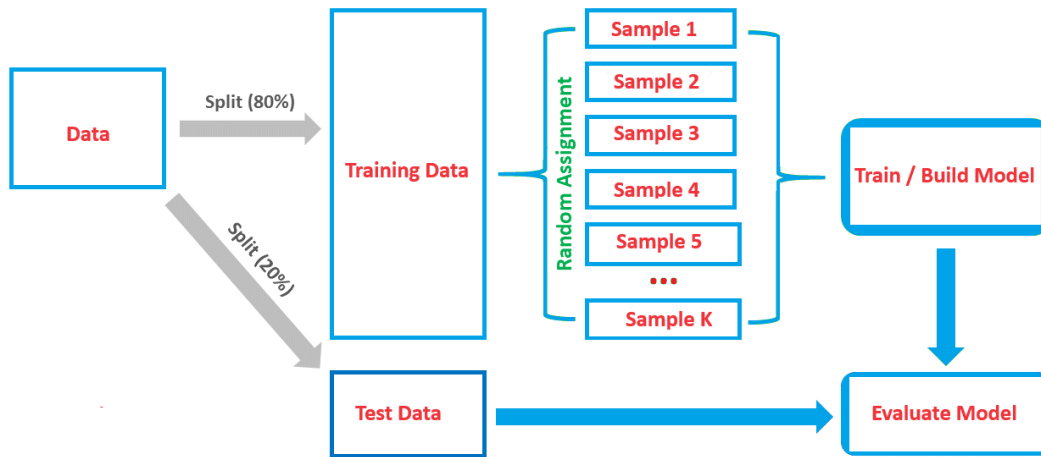 Data
Split (80%)
Split (20%)
Training Data
Random Assignment
Sample 1
Sample 2
Sample 3
Sample 4
Sample 5
...
Sample K
Train / Build Model
Test Data
Evaluate Model